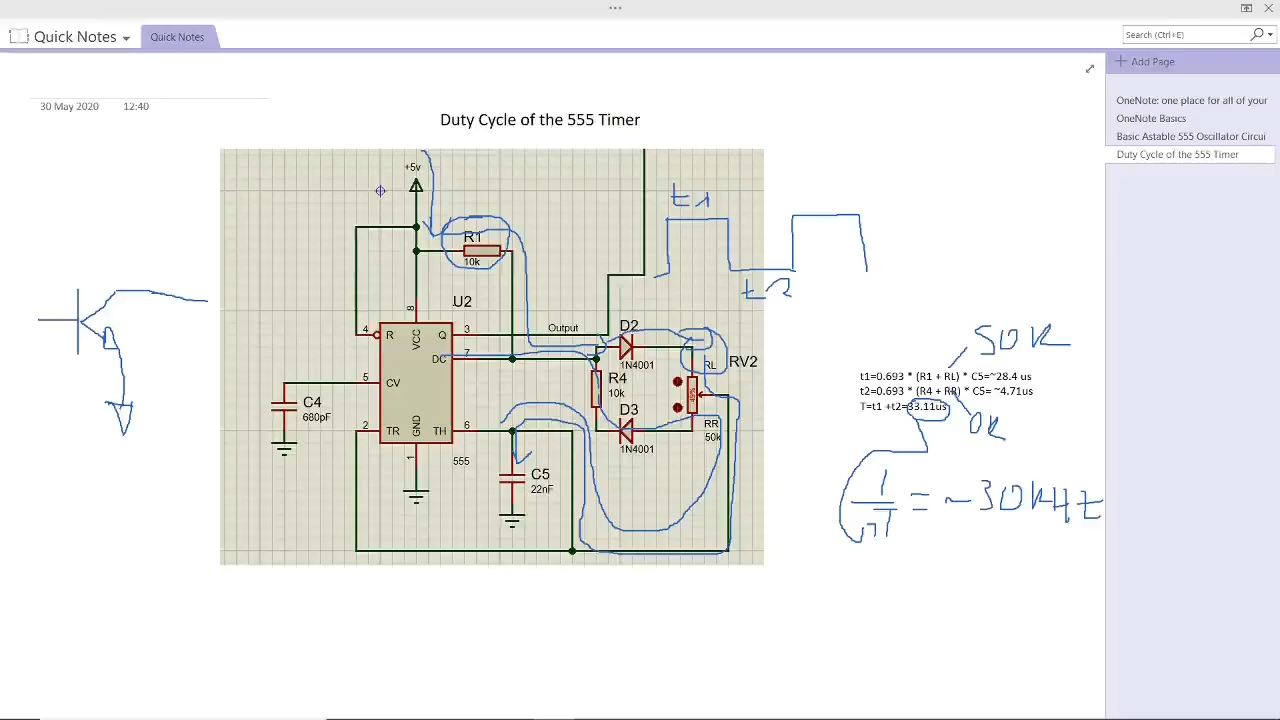 Quick Notes
Quick Notes
Search (Ctrl+E)
Add Page
OneNote: one place for all of your
OneNote Basics
Basic Astable 555 Oscillator Circui
Duty Cycle of the 555 Timer
30 May 2020 12:40
Duty Cycle of the 555 Timer
+5v
t1
R1
10k
t2
U2
8
4 R
VCC
Q 3
Output
D2
1N4001
RL
RV2
50K
DC 7
5 CV
R4
10k
C4
680pF
D3
1N4001
RR
50k
2 TR
GND
TH 6
1
555
C5
22nF
t1=0.693 * (R1 + RL) * C5=~28.4 us
t2=0.693 * (R4 + RR) * C5= ~4.71us
T=t1 +t2=33.11us
0K
1 = ~30KHz